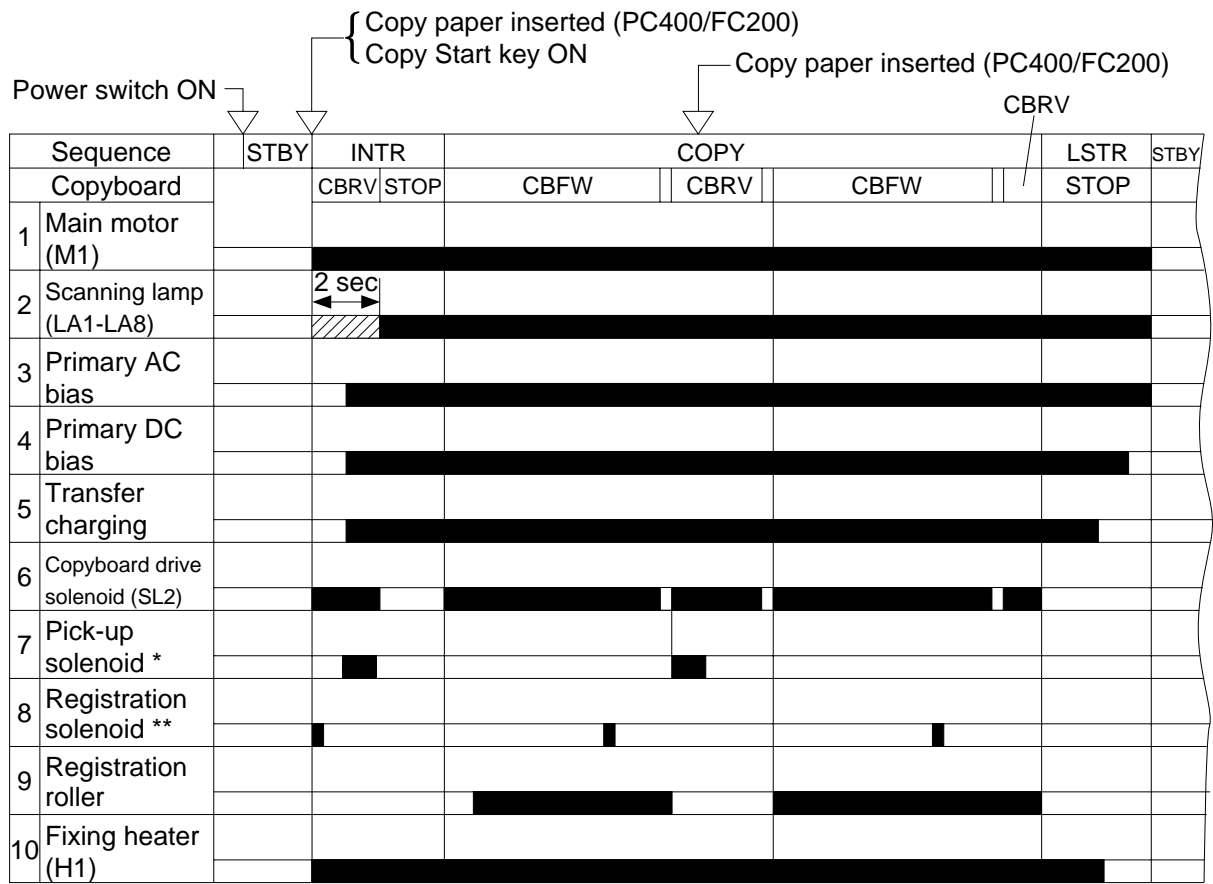 Copy paper inserted (PC400/FC200)
Copy Start key ON
Copy paper inserted (PC400/FC200)
Power switch ON
CBRV
Sequence STBY INTR COPY LSTR STBY
Copyboard CBRV STOP CBFW CBRV CBFW STOP
1 Main motor
(M1)
2 sec
2 Scanning lamp
(LA1-LA8)
3 Primary AC
bias
4 Primary DC
bias
5 Transfer
charging
6 Copyboard drive
solenoid (SL2)
7 Pick-up
solenoid *
8 Registration
solenoid **
9 Registration
roller
10 Fixing heater
(H1)